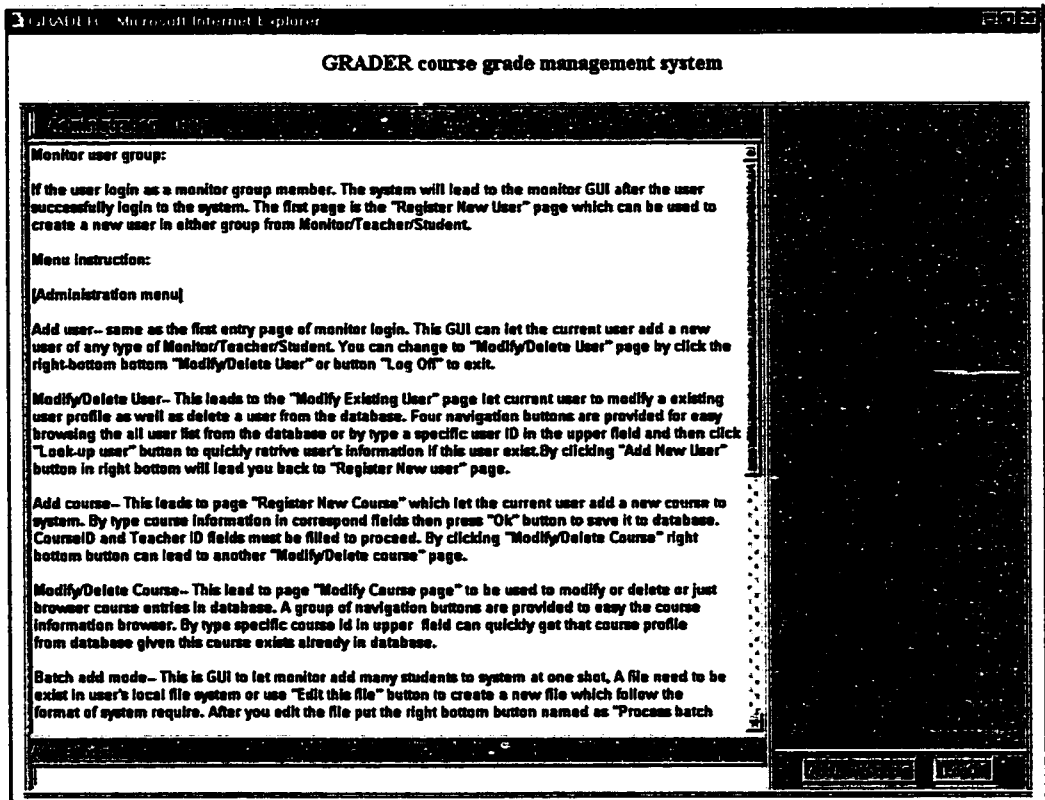 GRADER - Microsoft Internet Explorer
GRADER course grade management system
Monitor user group:
If the user login as a monitor group member. The system will lead to the monitor GUI after the user
successfully login to the system. The first page is the "Register New User" page which can be used to
create a new user in either group from Monitor/Teacher/Student.
Menu instruction:
[Administration menu]
Add user-- same as the first entry page of monitor login. This GUI can let the current user add a new
user of any type of Monitor/Teacher/Student. You can change to "Modify/Delete User" page by click the
right-bottom bottom "Modify/Delete User" or button "Log Off" to exit.
Modify/Delete User-- This leads to the "Modify Existing User" page let current user to modify a existing
user profile as well as delete a user from the database. Four navigation buttons are provided for easy
browsing the all user list from the database or by type a specific user ID in the upper field and then click
"Look-up user" button to quickly retrive user's information if this user exist.By clicking "Add New User"
button in right bottom will lead you back to "Register New user" page.
Add course-- This leads to page "Register New Course" which let the current user add a new course to
system. By type course information in correspond fields then press "Ok" button to save it to database.
CourseID and Teacher ID fields must be filled to proceed. By clicking "Modify/Delete Course" right
bottom button can lead to another "Modify/Delete course" page.
Modify/Delete Course-- This lead to page "Modify Course page" to be used to modify or delete or just
browser course entries in database. A group of navigation buttons are provided to easy the course
information browser. By type specific course id in upper field can quickly get that course profile
from database given this course exists already in database.
Batch add mode-- This is GUI to let monitor add many students to system at one shot, A file need to be
exist in user's local file system or use "Edit this file" button to create a new file which follow the
format of system require. After you edit the file put the right bottom button named as "Process batch